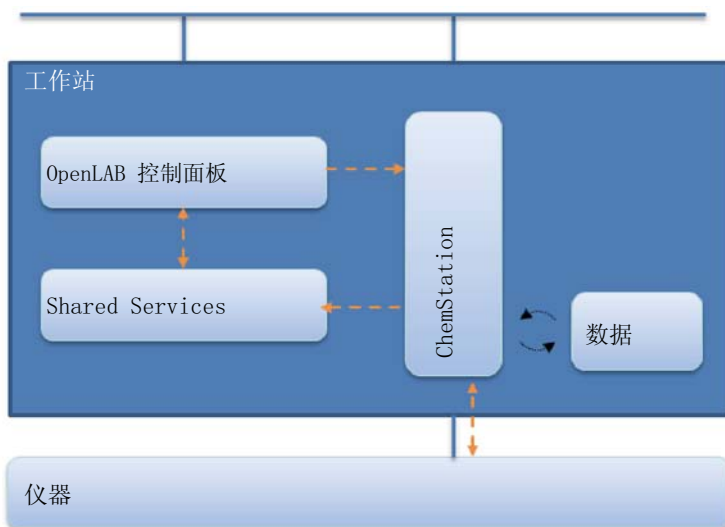 工作站
OpenLAB 控制面板
Shared Services
ChemStation
数据
仪器